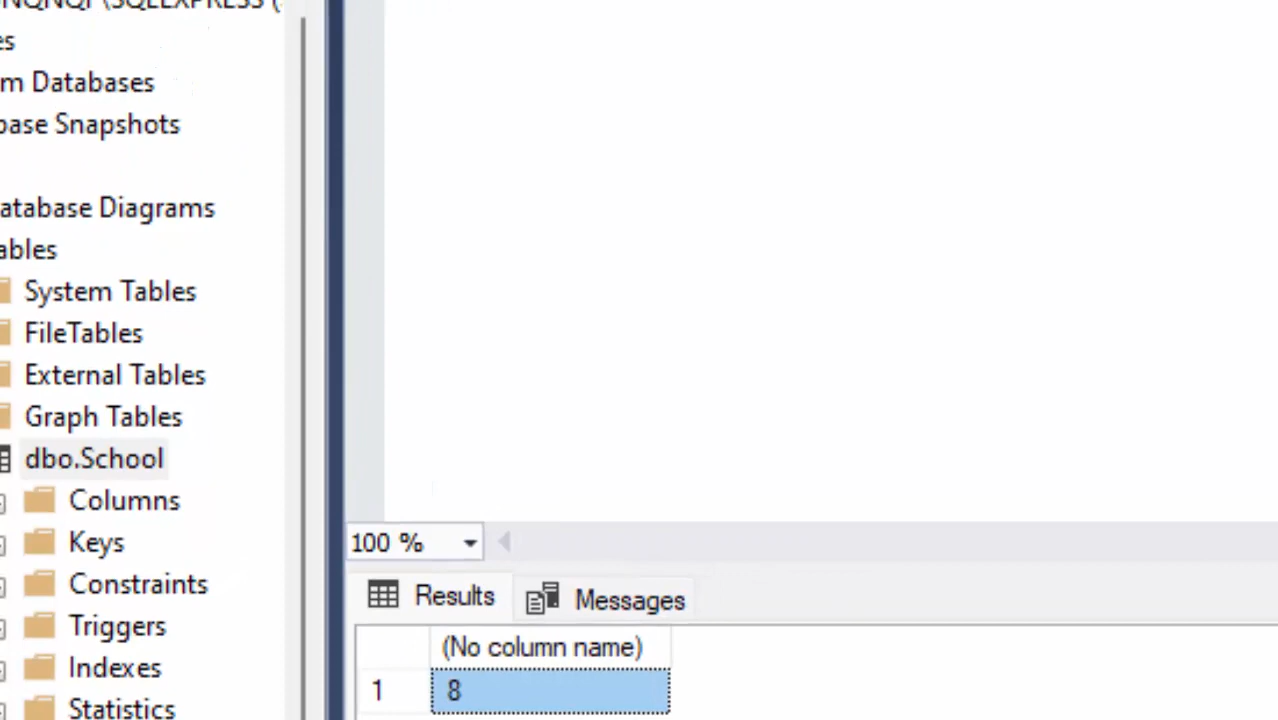 es
m Databases
base Snapshots
atabase Diagrams
ables
System Tables
FileTables
External Tables
Graph Tables
dbo.School
Columns
Keys
Constraints
Triggers
Indexes
Statistics
100 %
Results
Messages
(No column name)
1
8